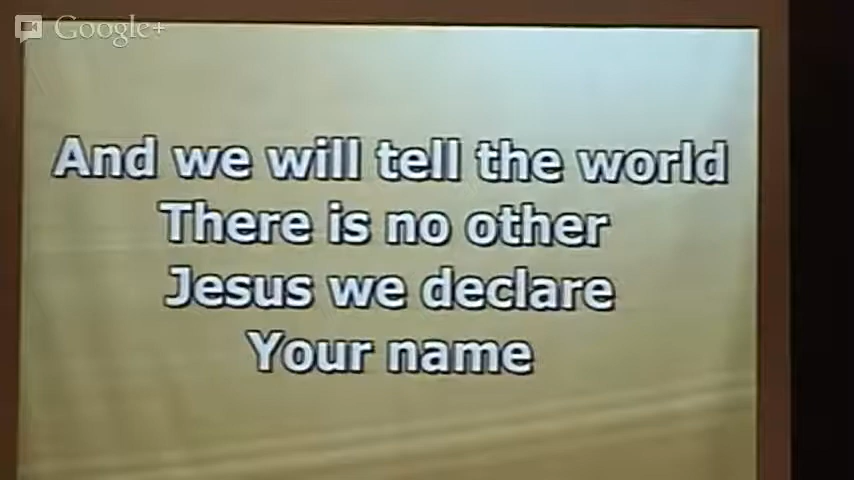 Google+
And we will tell the world
There is no other
Jesus we declare
Your name